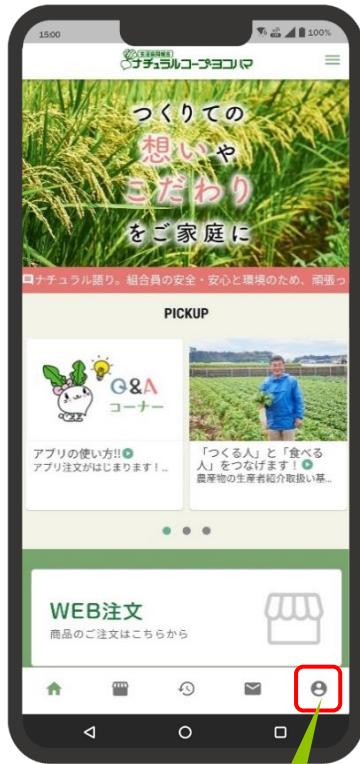 15:00
100%
生活協同組合
ナチュラルコープヨコハマ
つくりての
想いや
こだわり
をご家庭に
ナチュラル語り。組合員の安全・安心と環境のため、頑張っ
PICKUP
Q&A
コーナー
アプリの使い方!!
アプリ注文がはじまります!...
「つくる人」と「食べる
人」をつなげます!
農産物の生産者紹介取扱い基...
WEB注文
商品のご注文はこちらから